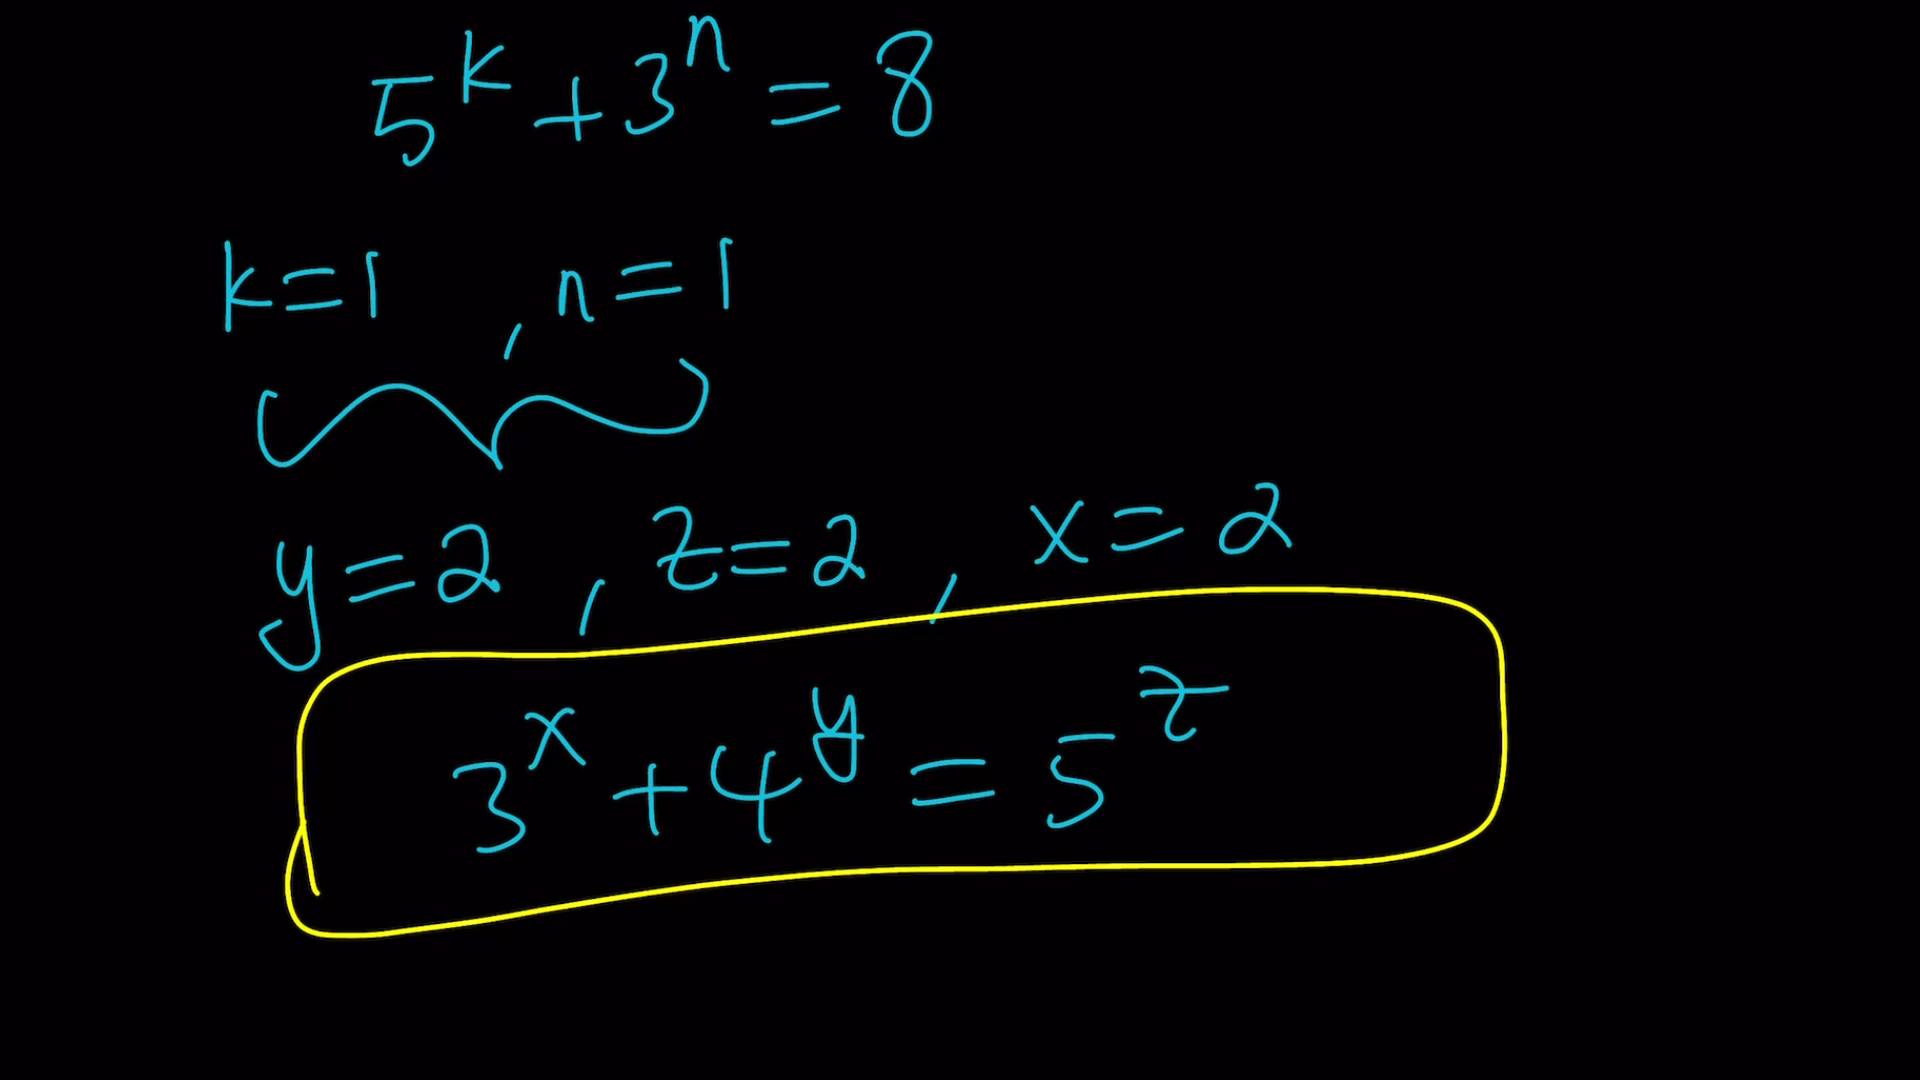 5^k + 3^n = 8
k = 1 , n = 1
y = 2 , z = 2 , x = 2
3^x + 4^y = 5^z